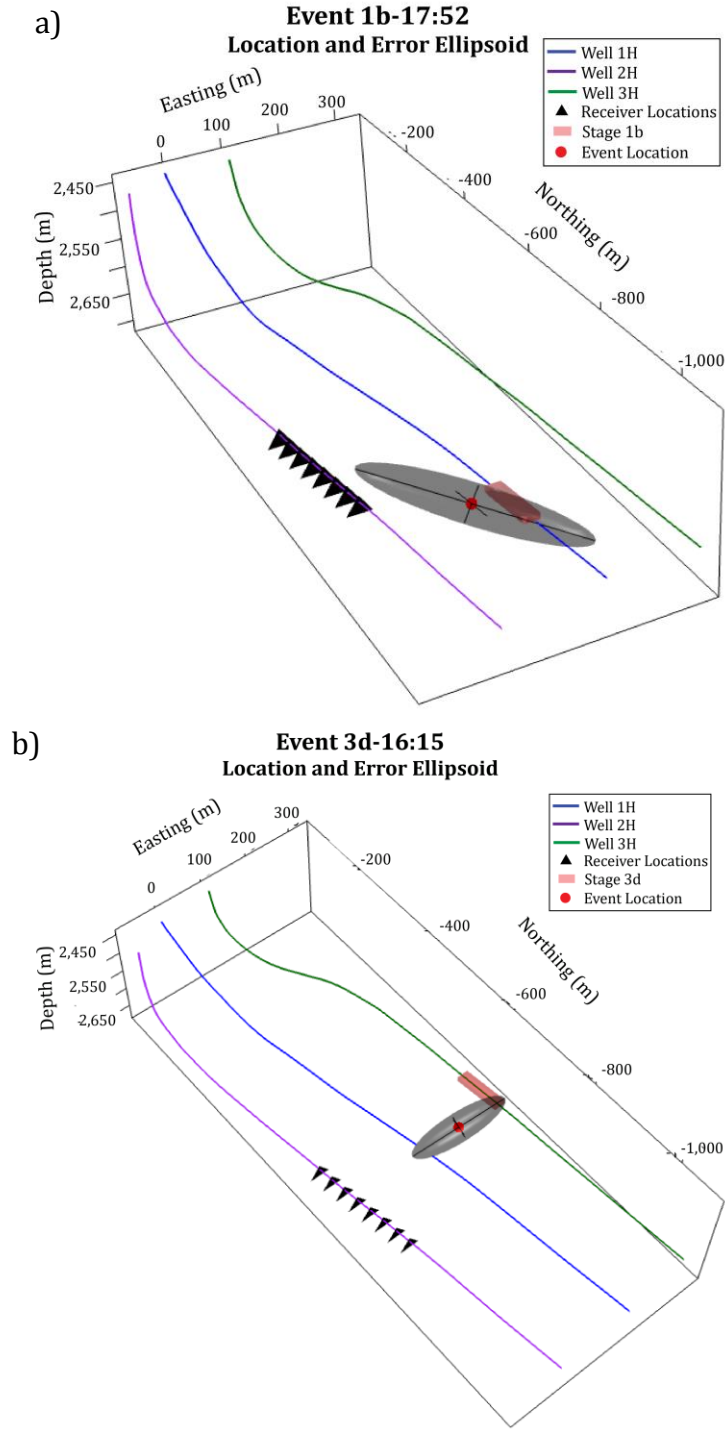 a)
Event 1b-17:52
Location and Error Ellipsoid
Well 1H
Well 2H
Well 3H
Receiver Locations
Stage 1b
Event Location
Easting (m)
0
100
200
300
-200
-400
-600
-800
-1,000
Northing (m)
2,450
2,550
2,650
Depth (m)
b)
Event 3d-16:15
Location and Error Ellipsoid
Well 1H
Well 2H
Well 3H
Receiver Locations
Stage 3d
Event Location
Easting (m)
0
100
200
300
-200
-400
-600
-800
-1,000
Northing (m)
2,450
2,550
2,650
Depth (m)